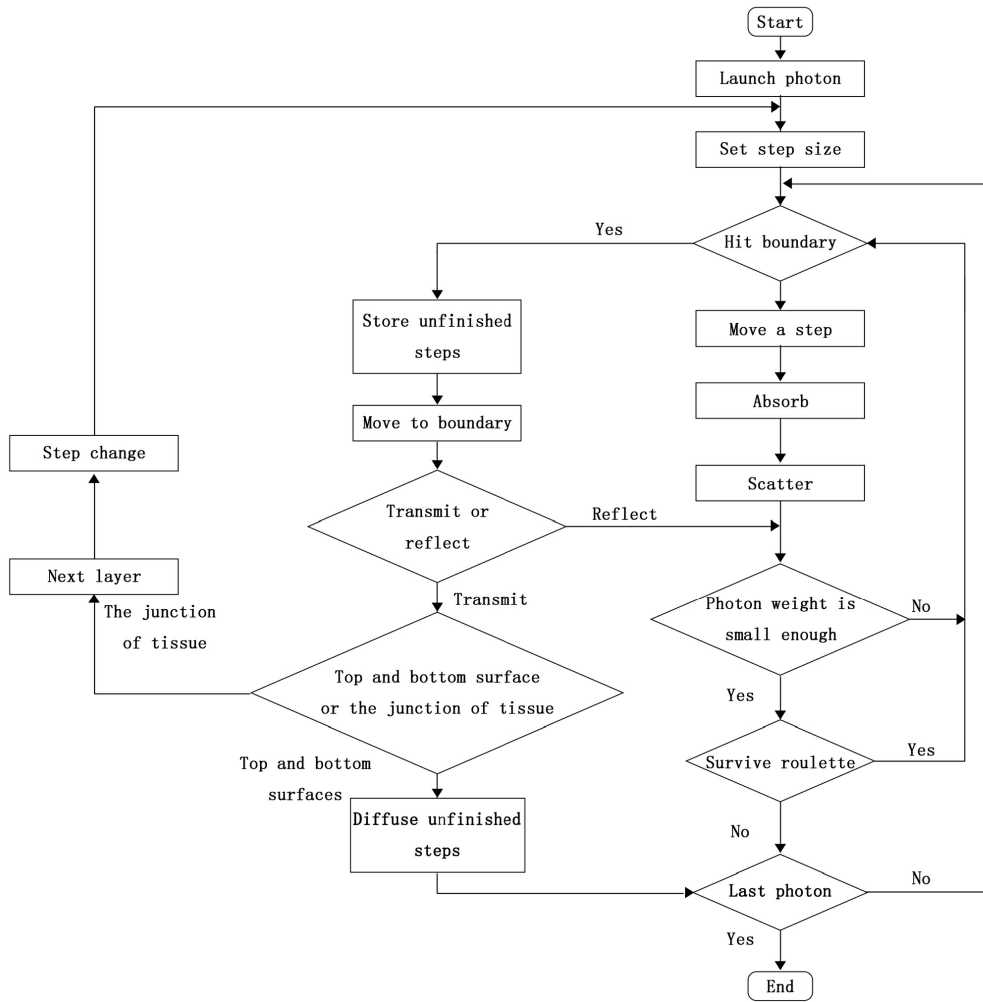 Start
Launch photon
Set step size
Yes
Hit boundary
Store unfinished
steps
Move a step
Absorb
Move to boundary
Step change
Scatter
Transmit or
reflect
Reflect
Next layer
Transmit
Photon weight is
small enough
No
The junction
of tissue
Top and bottom surface
or the junction of tissue
Yes
Top and bottom
surfaces
Survive roulette
Yes
Diffuse unfinished
steps
No
Last photon
No
Yes
End